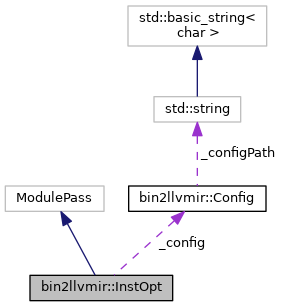 std::basic_string<
char >
std::string
_configPath
ModulePass
bin2llvmir::Config
_config
bin2llvmir::InstOpt